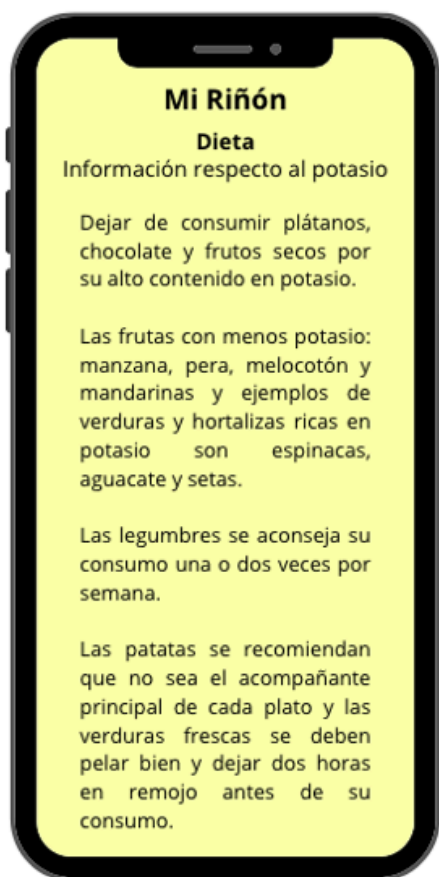 Mi Riñón
Dieta
Información respecto al potasio
Dejar de consumir plátanos,
chocolate y frutos secos por
su alto contenido en potasio.
Las frutas con menos potasio:
manzana, pera, melocotón y
mandarinas y ejemplos de
verduras y hortalizas ricas en
potasio son espinacas,
aguacate y setas.
Las legumbres se aconseja su
consumo una o dos veces por
semana.
Las patatas se recomiendan
que no sea el acompañante
principal de cada plato y las
verduras frescas se deben
pelar bien y dejar dos horas
en remojo antes de su
consumo.